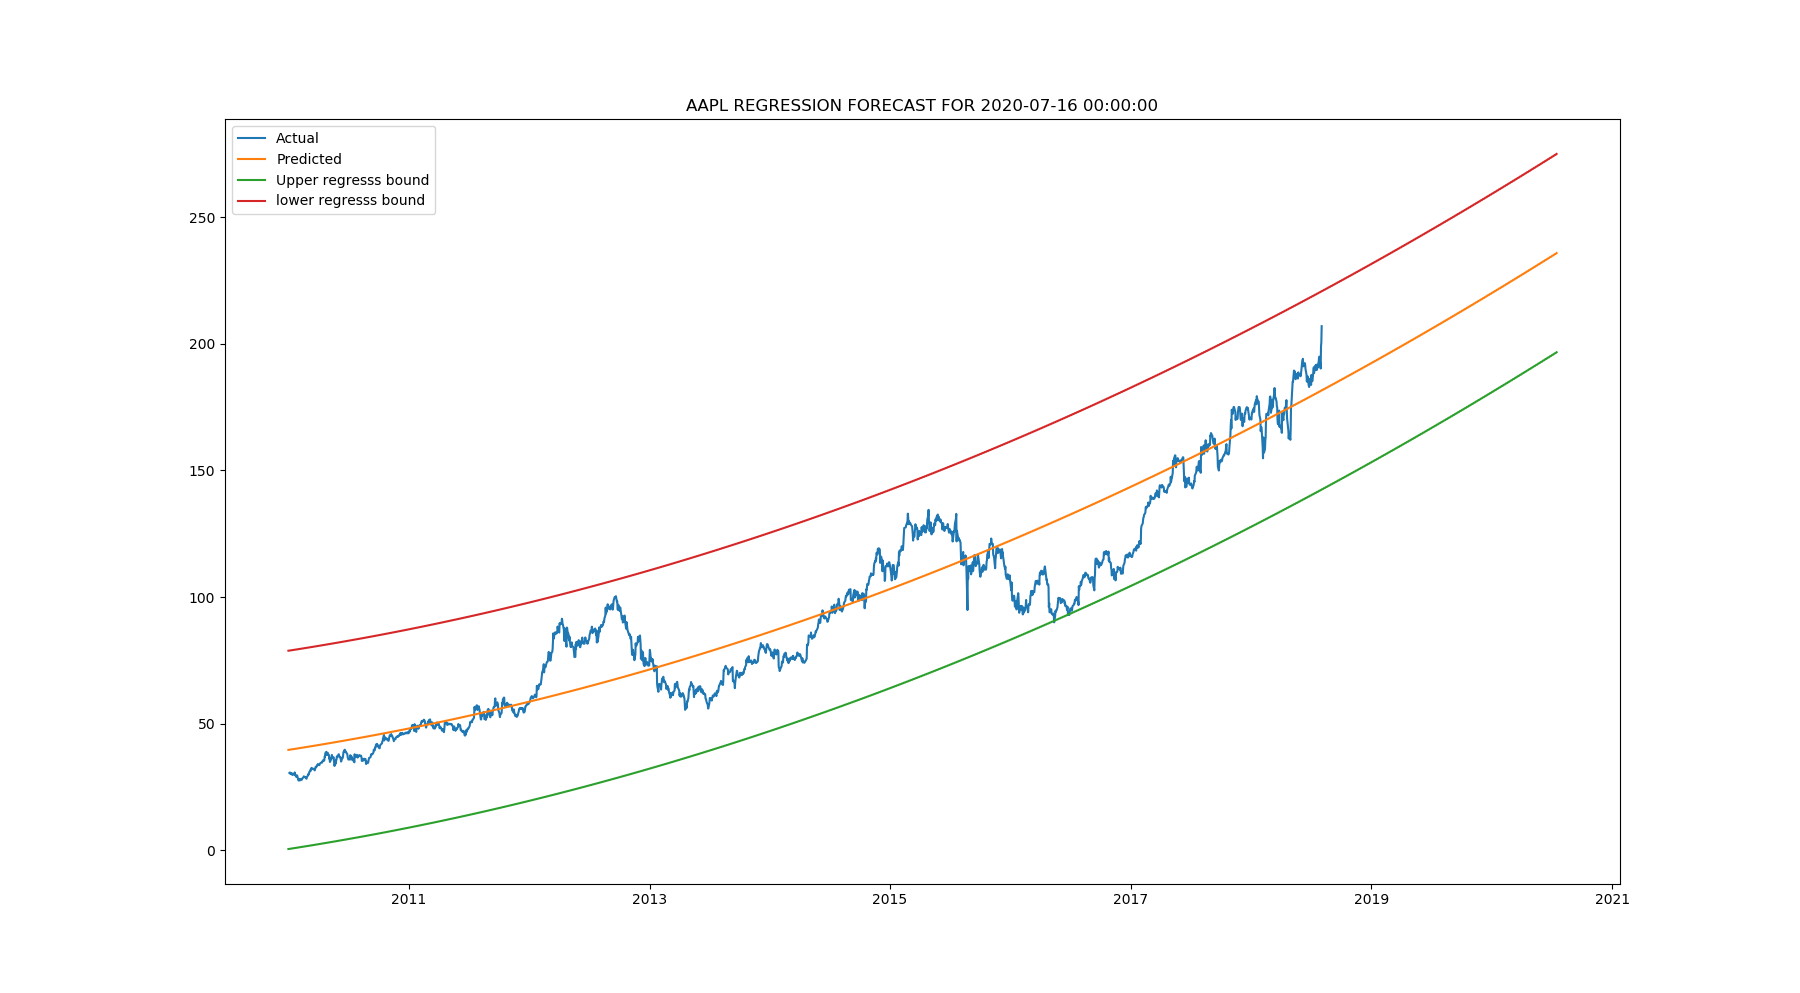 AAPL REGRESSION FORECAST FOR 2020-07-16 00:00:00
Actual
Predicted
Upper regresss bound
lower regresss bound
250
200
150
100
50
0
2011 2013 2015 2017 2019 2021